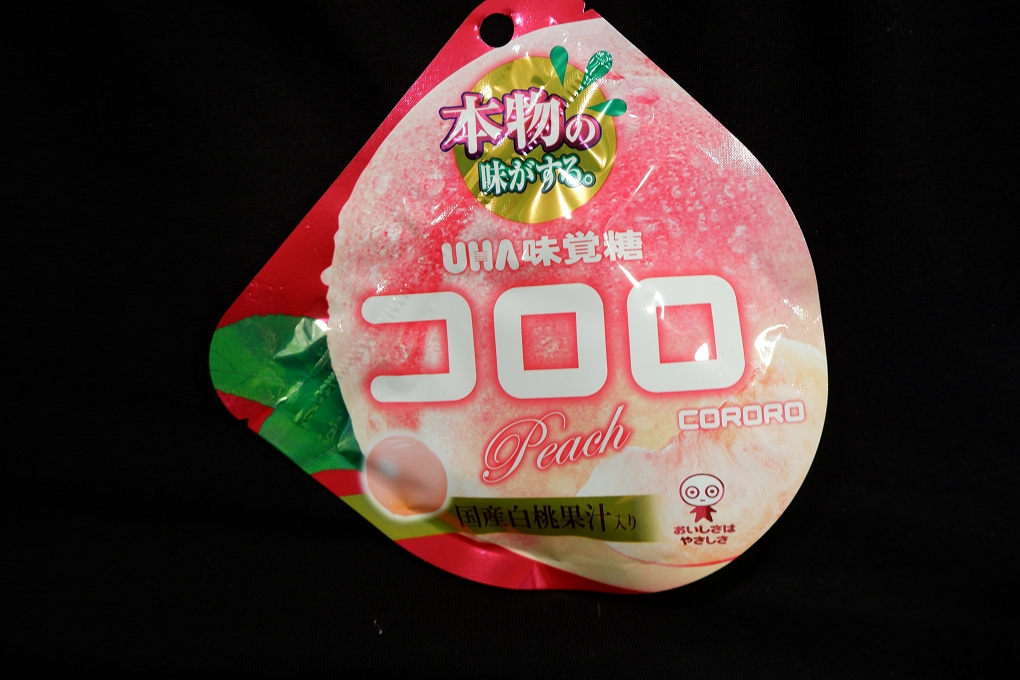 本物の
味がする。
UHA味覚糖
コロロ
CORORO
Peach
国産白桃果汁入り
おいしさは
やさしさ